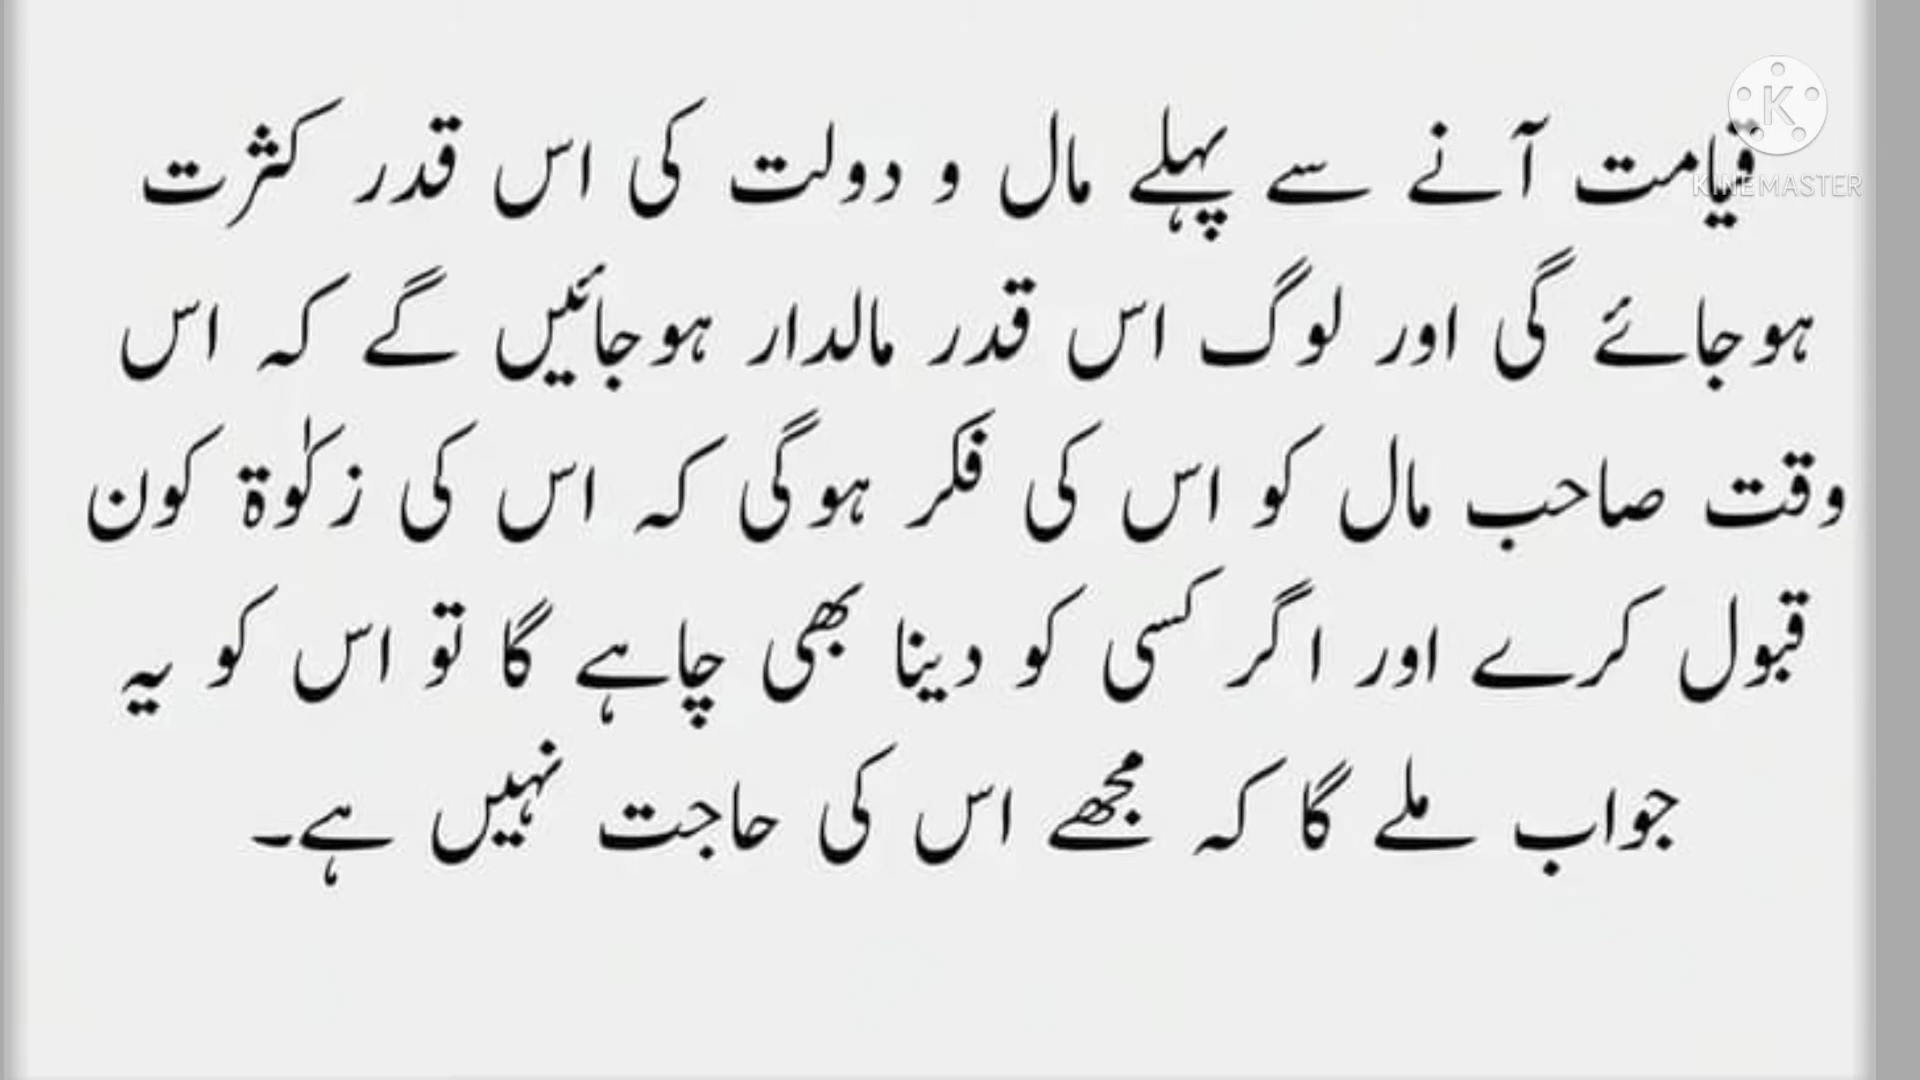 قیامت آنے سے پہلے مال و دولت کی اس قدر کثرت
ہوجائے گی اور لوگ اس قدر مالدار ہوجائیں گے کہ اس
وقت صاحب مال کو اس کی فکر ہوگی کہ اس کی زکوٰۃ کون
قبول کرے اور اگر کسی کو دینا بھی چاہے گا تو اس کو یہ
جواب ملے گا کہ مجھے اس کی حاجت نہیں ہے۔
K
KINEMASTER